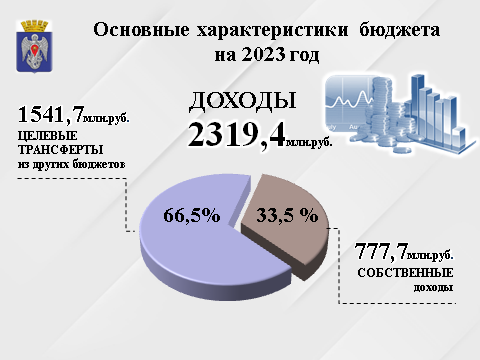 Основные характеристики бюджета
на 2023 год
ДОХОДЫ
2319,4млн.руб.
1541,7млн.руб.
ЦЕЛЕВЫЕ
ТРАНСФЕРТЫ
из других бюджетов
66,5%
33,5 %
777,7млн.руб.
СОБСТВЕННЫЕ
доходы